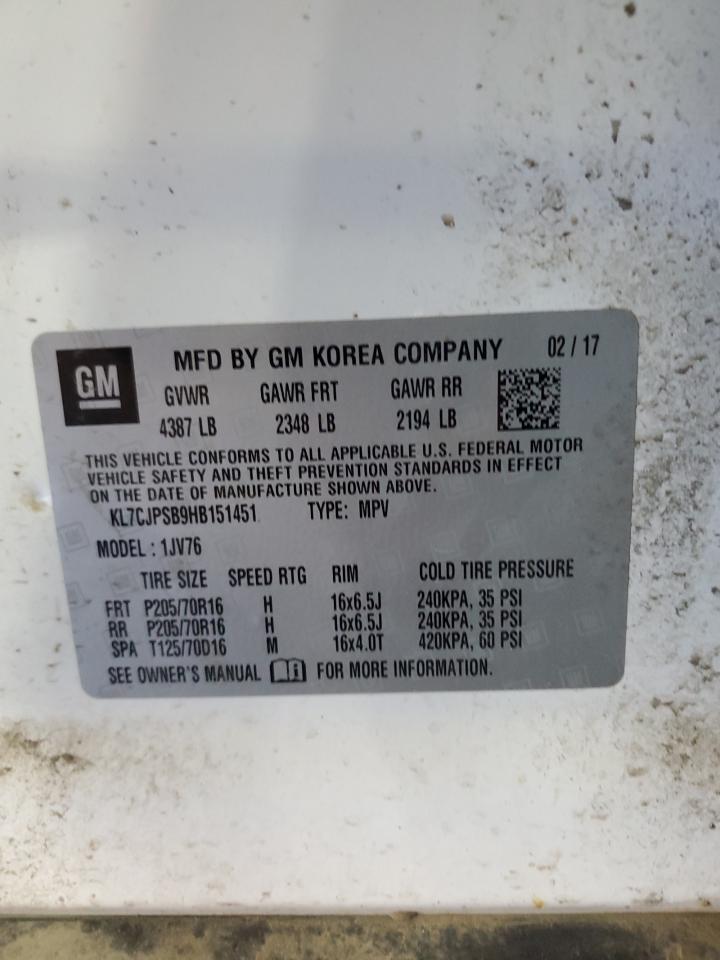 GM
MFD BY GM KOREA COMPANY 02 / 17
GVWR GAWR FRT GAWR RR
4387 LB 2348 LB 2194 LB
THIS VEHICLE CONFORMS TO ALL APPLICABLE U.S. FEDERAL MOTOR
VEHICLE SAFETY AND THEFT PREVENTION STANDARDS IN EFFECT
ON THE DATE OF MANUFACTURE SHOWN ABOVE.
KL7CJPSB9HB151451 TYPE: MPV
MODEL : 1JV76
TIRE SIZE SPEED RTG RIM COLD TIRE PRESSURE
FRT P205/70R16 H 16x6.5J 240KPA, 35 PSI
RR P205/70R16 H 16x6.5J 240KPA, 35 PSI
SPA T125/70D16 M 16x4.0T 420KPA, 60 PSI
SEE OWNER'S MANUAL FOR MORE INFORMATION.